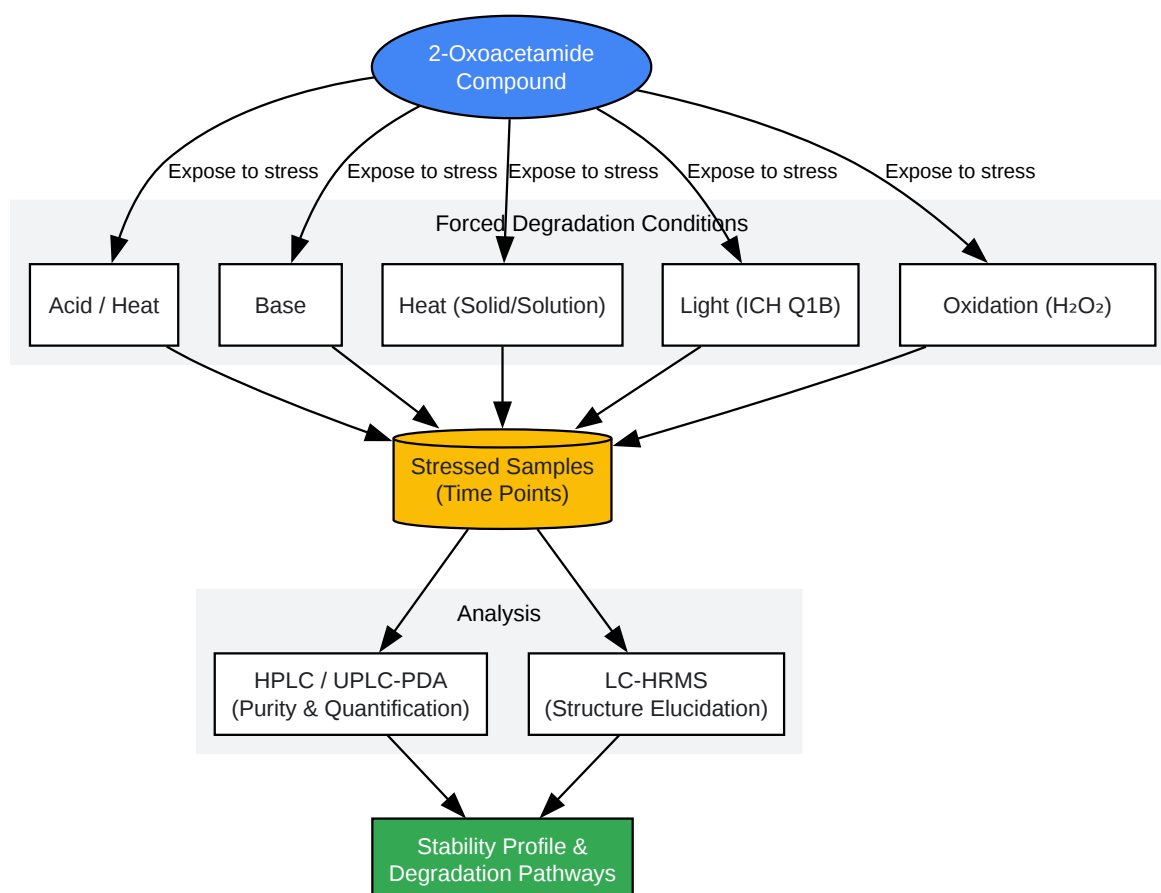 2-Oxoacetamide
Compound
Expose to stress
Expose to stress
Expose to stress
Expose to stress
Expose to stress
Forced Degradation Conditions
Acid / Heat
Base
Heat (Solid/Solution)
Light (ICH Q1B)
Oxidation (H₂O₂)
Stressed Samples
(Time Points)
Analysis
HPLC / UPLC-PDA
(Purity & Quantification)
LC-HRMS
(Structure Elucidation)
Stability Profile &
Degradation Pathways